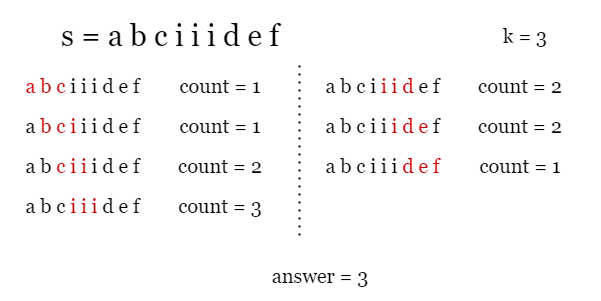 s = a b c i i i d e f
k = 3
a b c i i i d e f count = 1
a b c i i i d e f count = 1
a b c i i i d e f count = 2
a b c i i i d e f count = 3
a b c i i i d e f count = 2
a b c i i i d e f count = 2
a b c i i i d e f count = 1
answer = 3